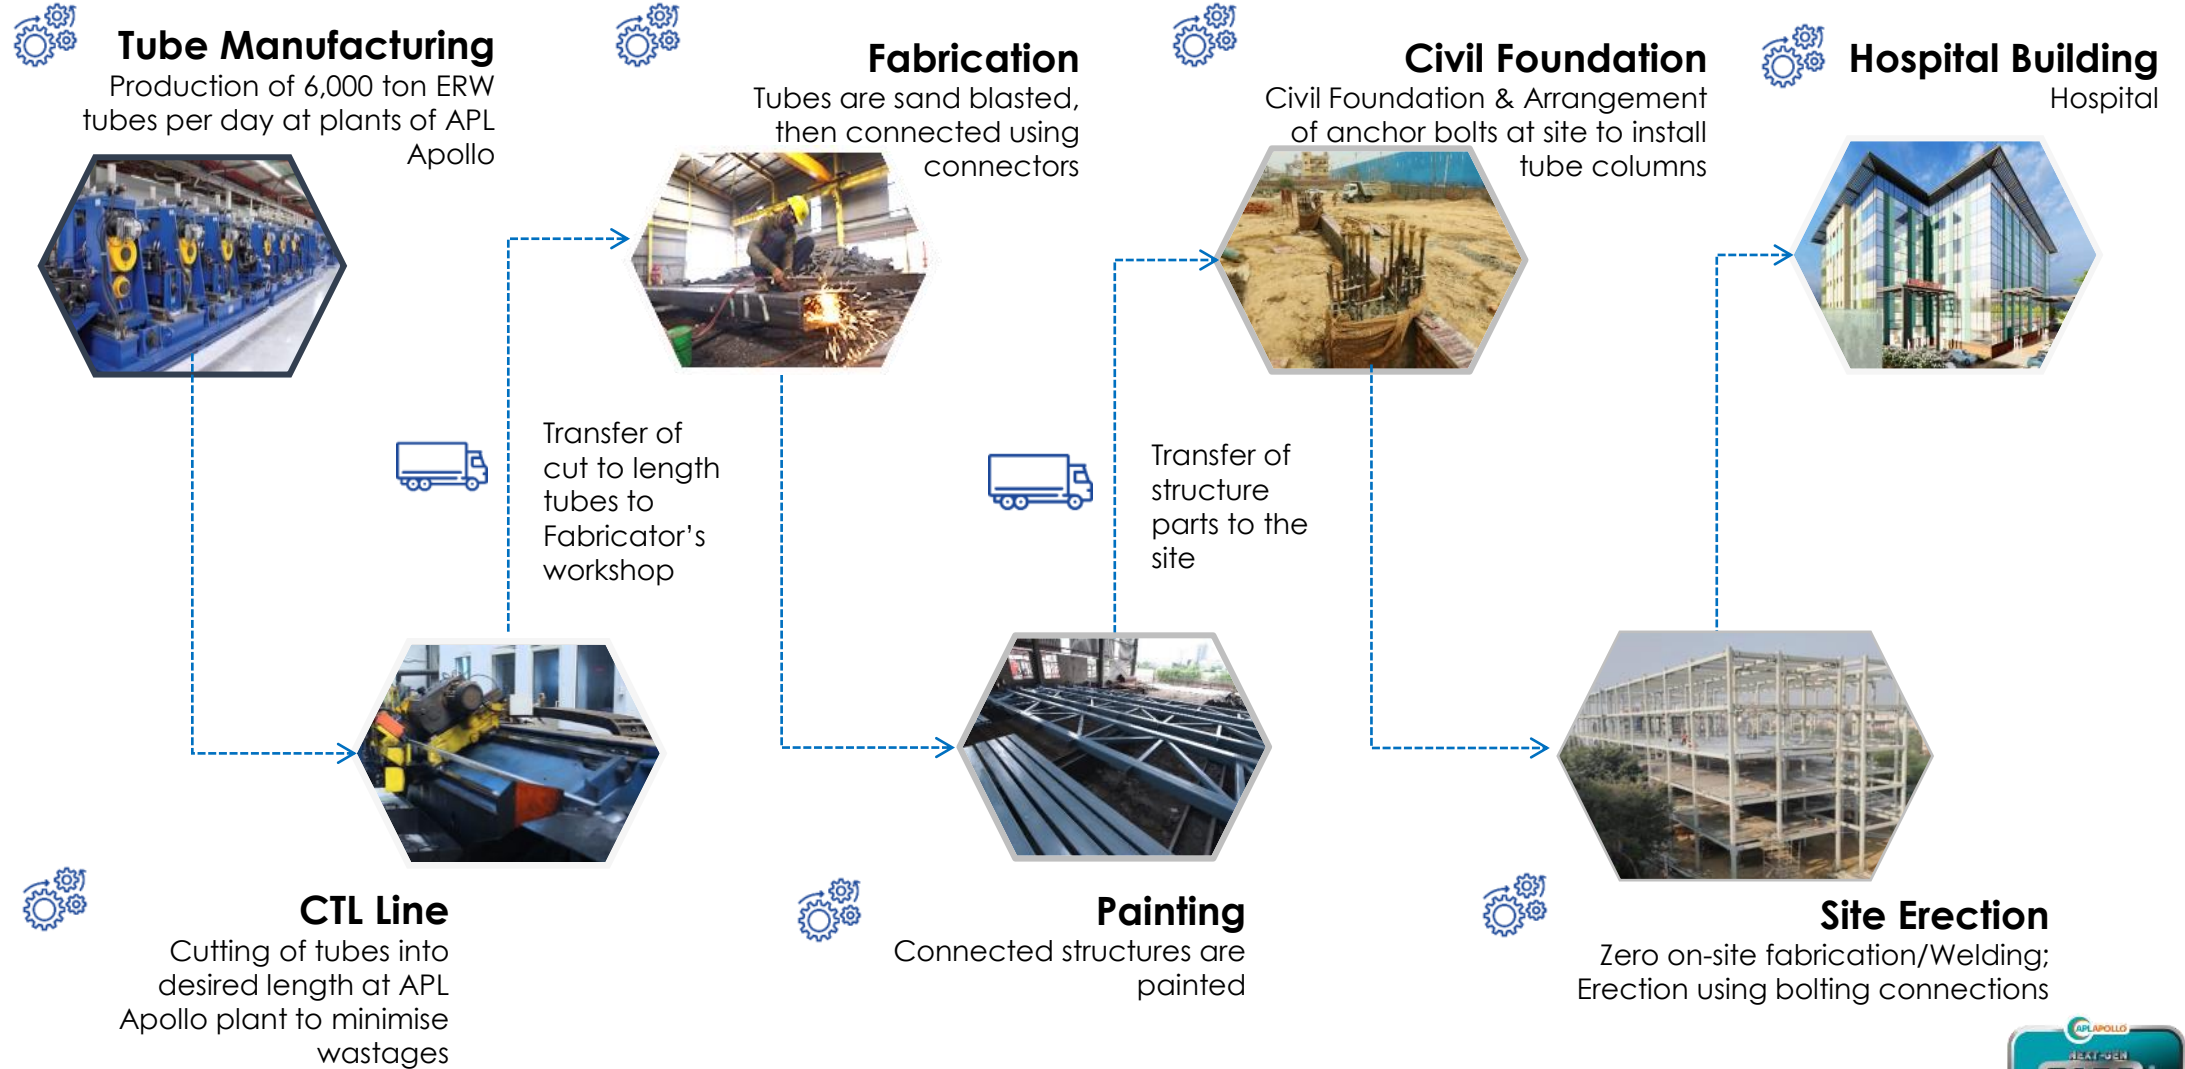 Tube Manufacturing
Production of 6,000 ton ERW
tubes per day at plants of APL
Apollo
Fabrication
Tubes are sand blasted,
then connected using
connectors
Civil Foundation
Civil Foundation & Arrangement
of anchor bolts at site to install
tube columns
Hospital Building
Hospital
Transfer of
cut to length
tubes to
Fabricator’s
workshop
Transfer of
structure
parts to the
site
CTL Line
Cutting of tubes into
desired length at APL
Apollo plant to minimise
wastages
Painting
Connected structures are
painted
Site Erection
Zero on-site fabrication/Welding;
Erection using bolting connections
APLAPOLLO
NEXT-GEN